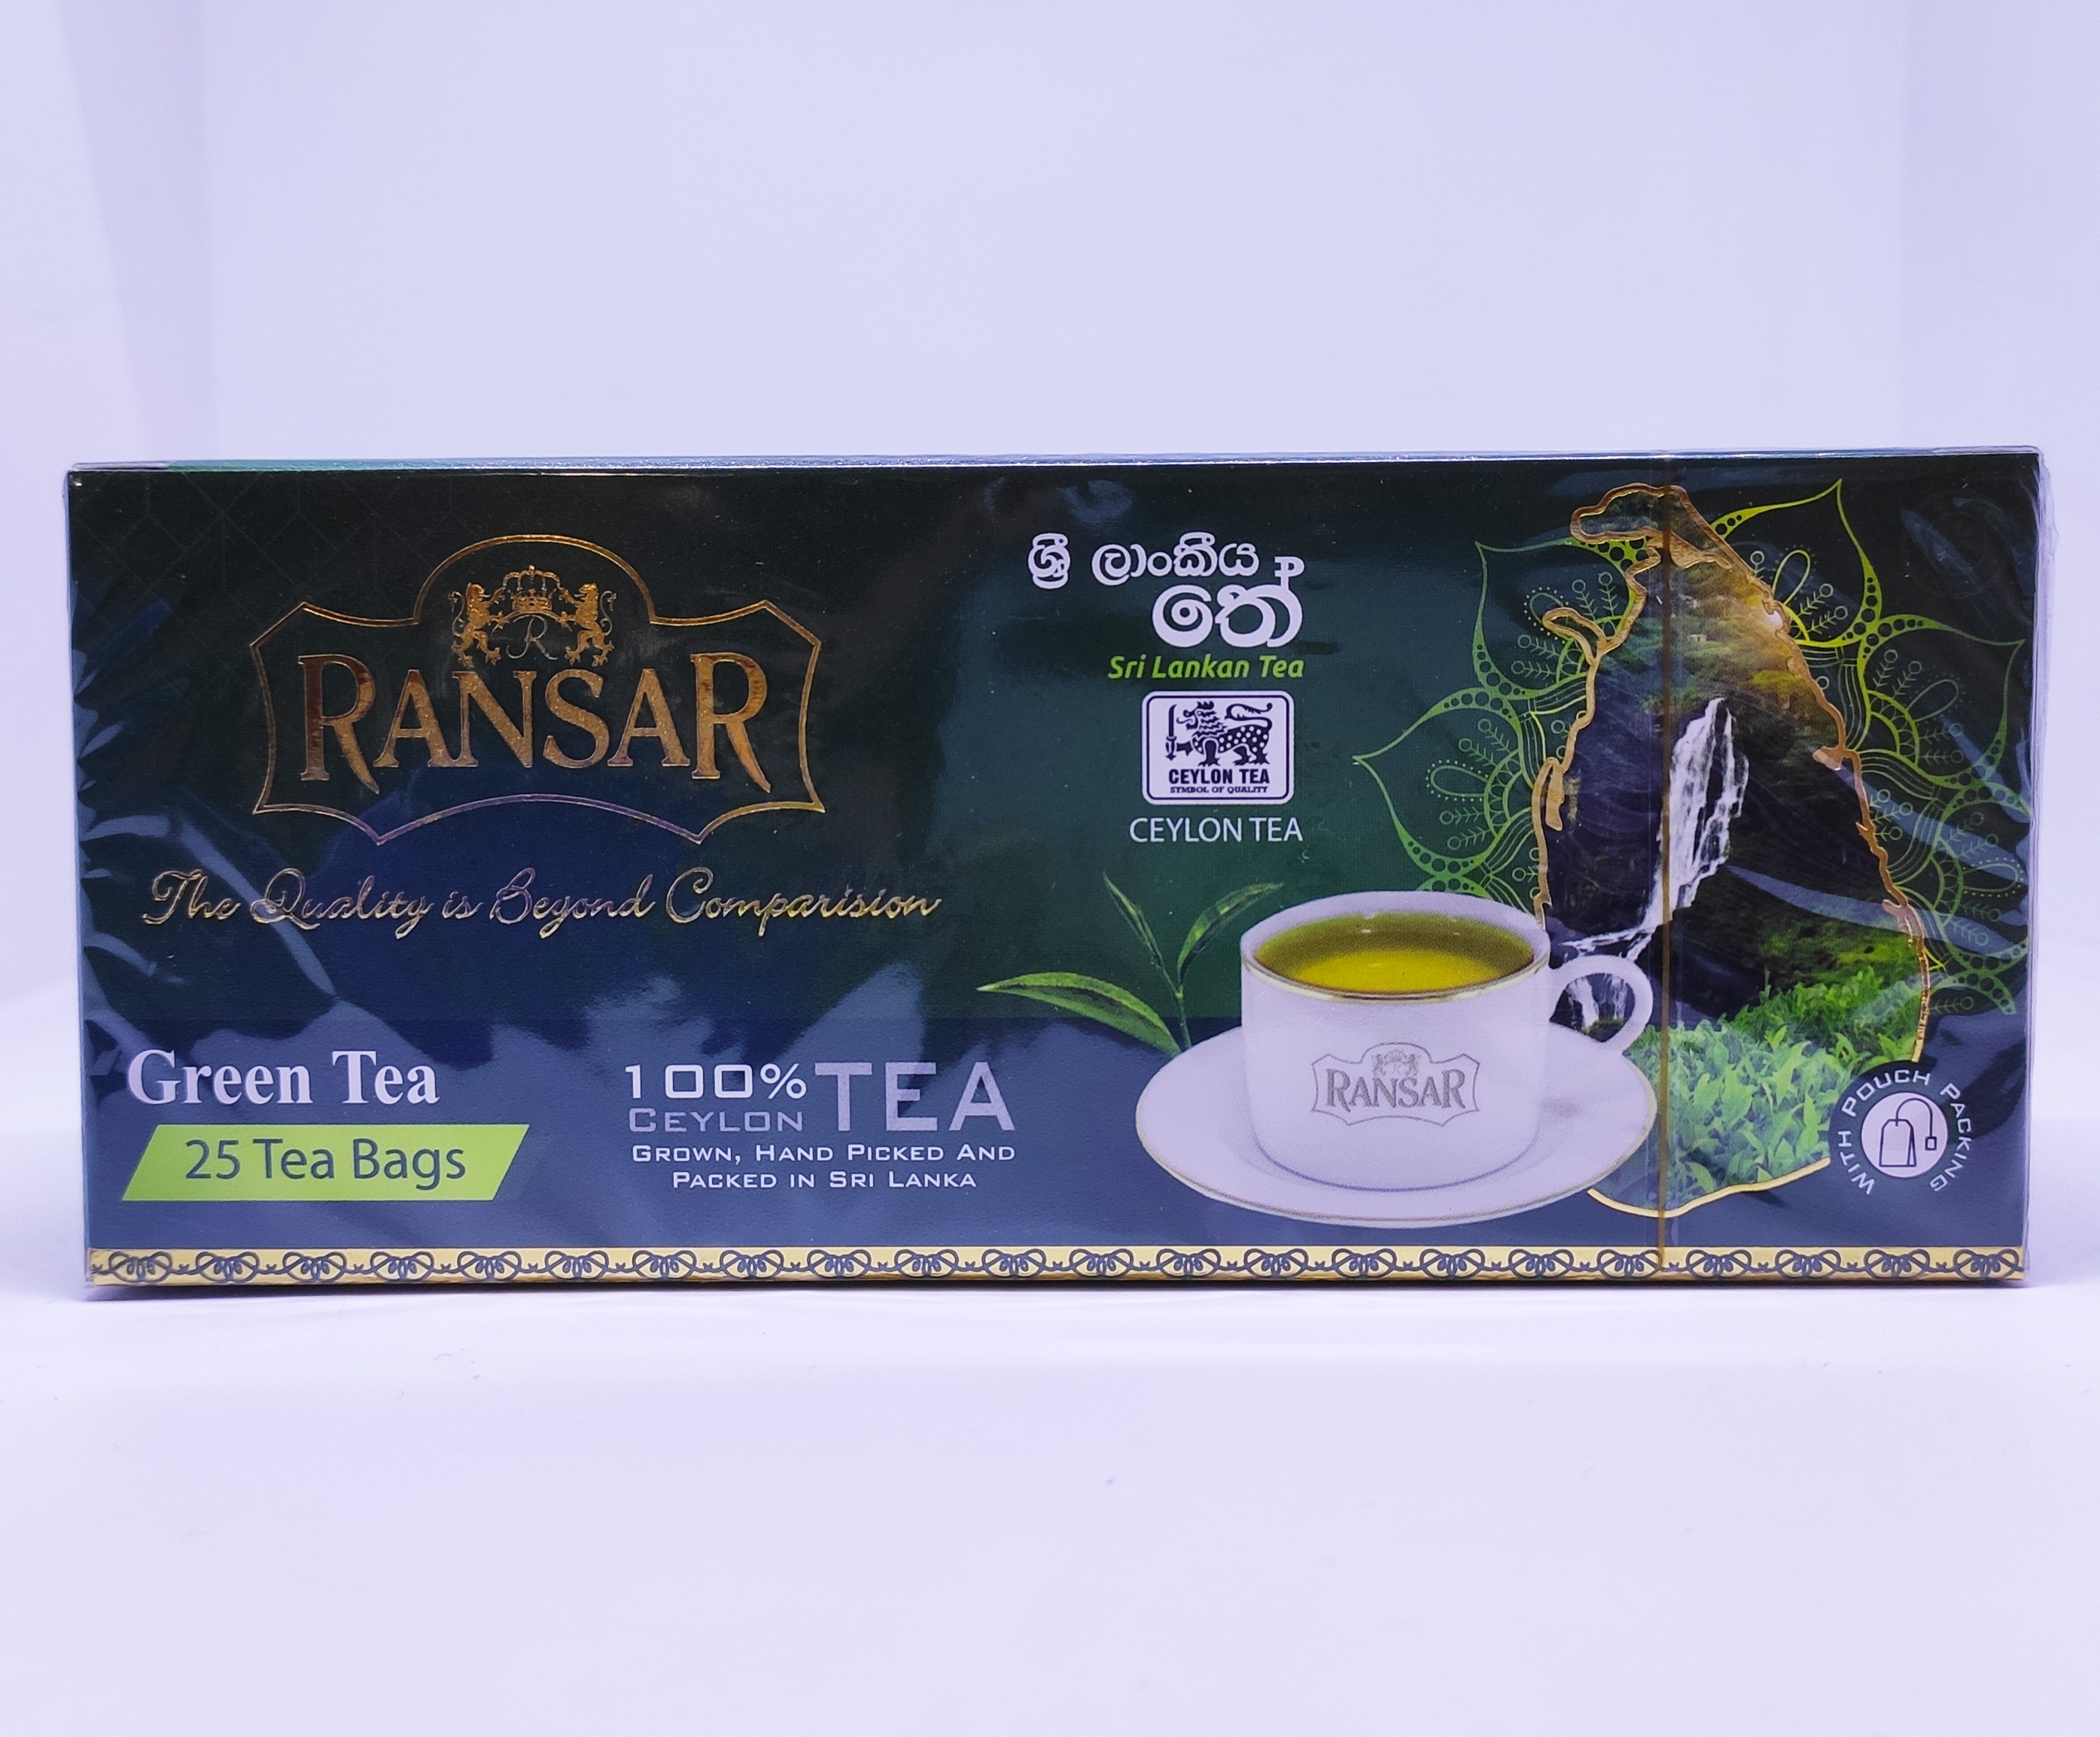 R
RANSAR
The Quality is Beyond Comparision
Green Tea
25 Tea Bags
100%
CEYLON
TEA
GROWN, HAND PICKED AND
PACKED IN SRI LANKA
ශ්‍රී ලාංකීය
තේ
Sri Lankan Tea
CEYLON TEA
SYMBOL OF QUALITY
CEYLON TEA
RANSAR
WITH POUCH PACKING